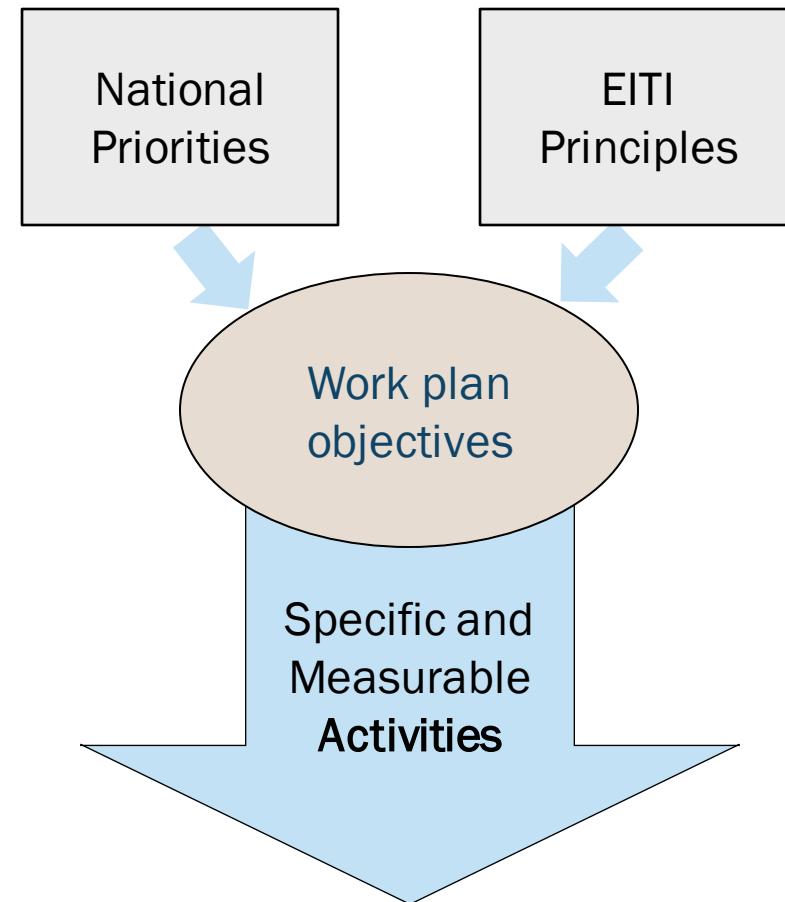 National
Priorities
EITI
Principles
Work plan
objectives
Specific and
Measurable
Activities